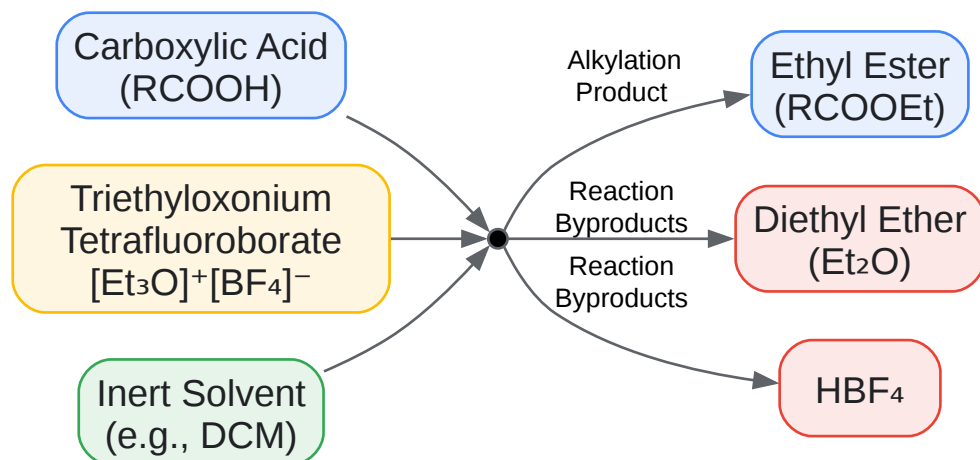 Carboxylic Acid
(RCOOH)
Triethyloxonium
Tetrafluoroborate
[Et₃O]⁺[BF₄]⁻
Inert Solvent
(e.g., DCM)
Alkylation
Product
Reaction
Byproducts
Reaction
Byproducts
Ethyl Ester
(RCOOEt)
Diethyl Ether
(Et₂O)
HBF₄